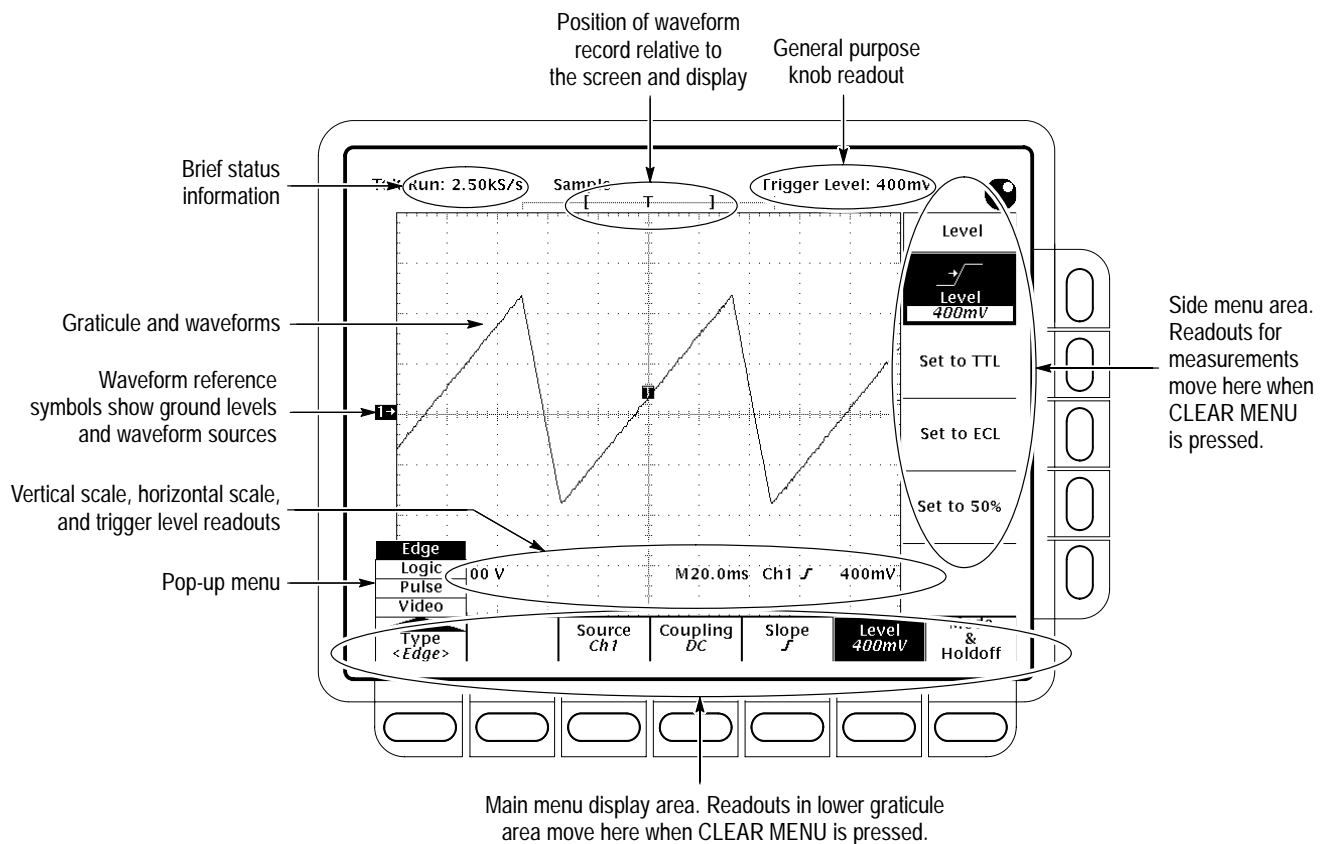 Position of waveform
record relative to
the screen and display
General purpose
knob readout
Brief status
information
Run: 2.50kS/s
Sample
Trigger Level: 400mV
[ T ]
Level
Level
400mV
Set to TTL
Set to ECL
Set to 50%
Graticule and waveforms
Waveform reference
symbols show ground levels
and waveform sources
1→
Vertical scale, horizontal scale,
and trigger level readouts
Pop-up menu
Side menu area.
Readouts for
measurements
move here when
CLEAR MENU
is pressed.
Edge
Logic
Pulse
Video
00 V
M20.0ms Ch1 400mV
Type
<Edge>
Source
Ch1
Coupling
DC
Slope
Level
400mV
Mode
&
Holdoff
Main menu display area. Readouts in lower graticule
area move here when CLEAR MENU is pressed.